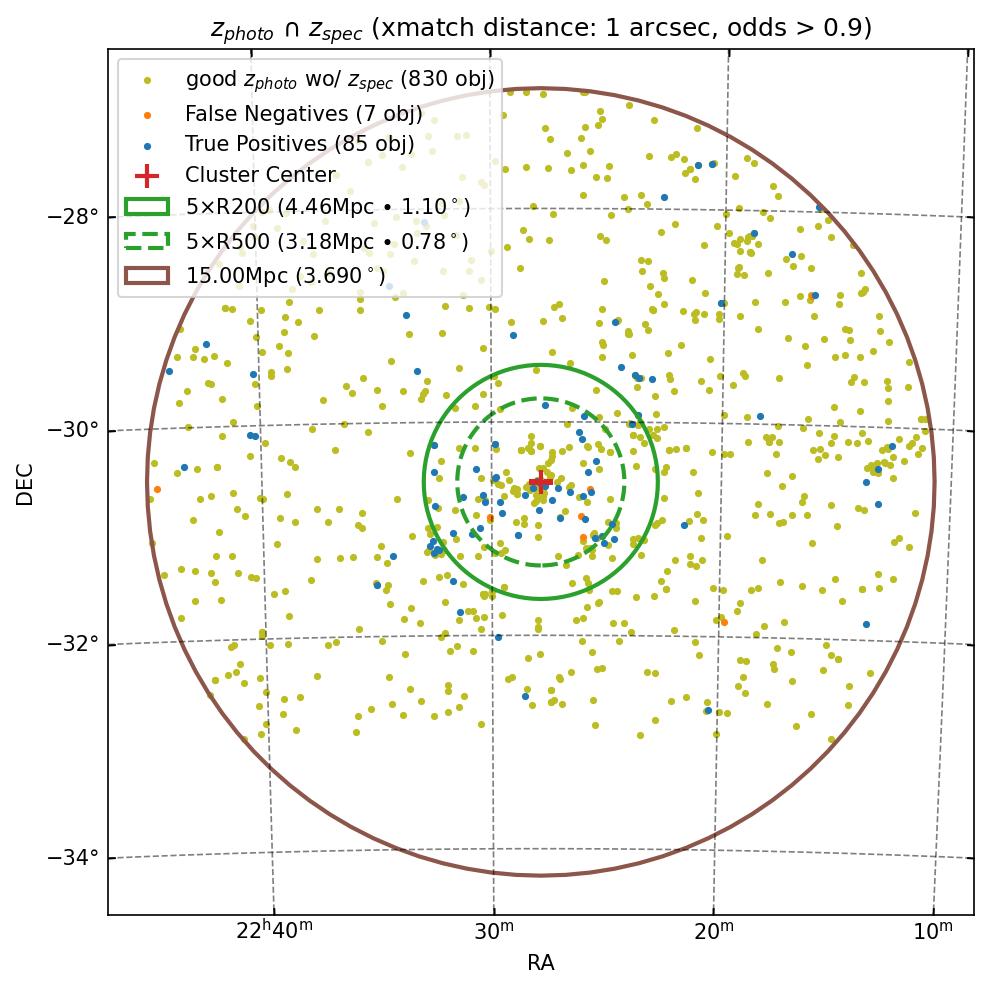 z_photo ∩ z_spec (xmatch distance: 1 arcsec, odds > 0.9)
good z_photo wo/ z_spec (830 obj)
False Negatives (7 obj)
True Positives (85 obj)
Cluster Center
5×R200 (4.46Mpc • 1.10°)
5×R500 (3.18Mpc • 0.78°)
15.00Mpc (3.690°)
−28°
−30°
−32°
−34°
DEC
22ʰ40ᵐ 30ᵐ 20ᵐ 10ᵐ
RA